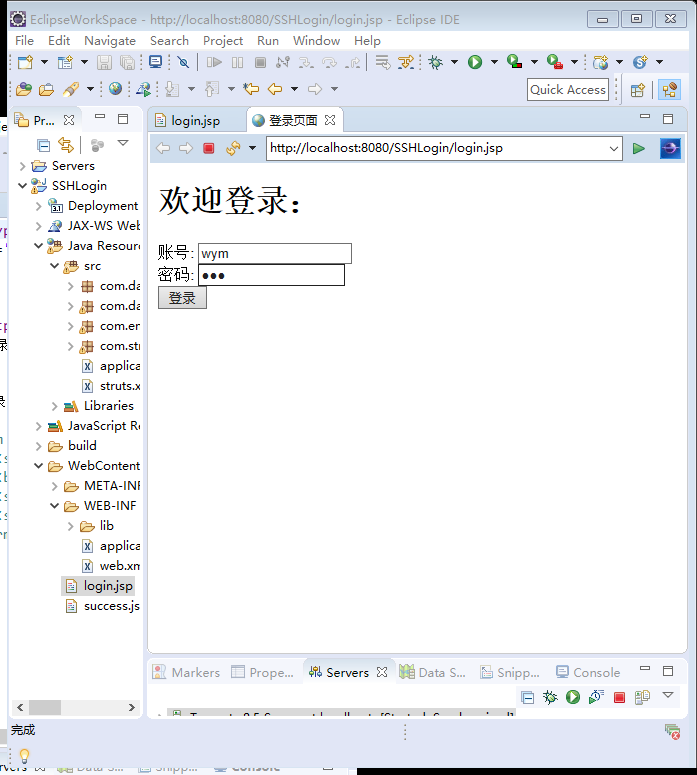 EclipseWorkSpace - http://localhost:8080/SSHLogin/login.jsp - Eclipse IDE
File Edit Navigate Search Project Run Window Help
Quick Access
Pr...
login.jsp
登录页面
http://localhost:8080/SSHLogin/login.jsp
Servers
SSHLogin
Deployment
JAX-WS Web
Java Resour
src
com.da
com.da
com.er
com.str
applica
struts.x
Libraries
JavaScript Re
build
WebContent
META-INF
WEB-INF
lib
applica
web.xm
login.jsp
success.js
欢迎登录：
账号: wym
密码: ●●●
登录
Markers Prope... Servers Data S... Snipp... Console
完成